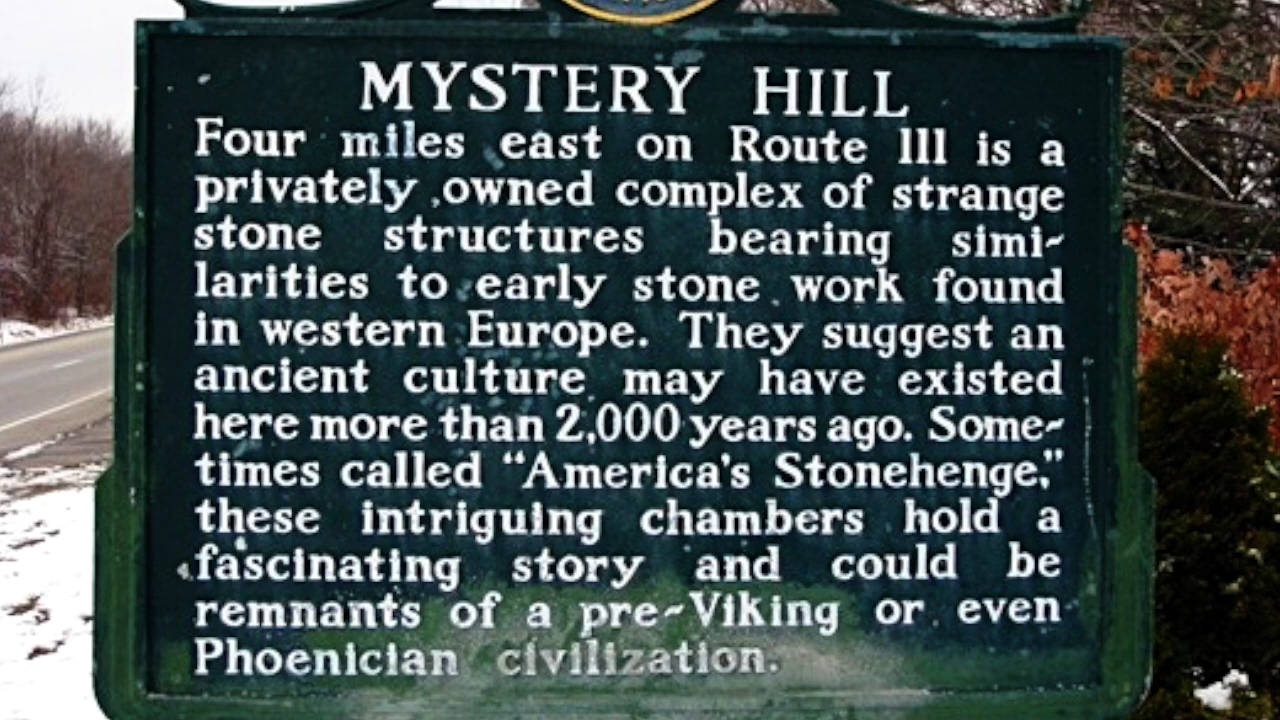 MYSTERY HILL
Four miles east on Route 111 is a
privately owned complex of strange
stone structures bearing simi-
larities to early stone work found
in western Europe. They suggest an
ancient culture may have existed
here more than 2,000 years ago. Some-
times called “America's Stonehenge,”
these intriguing chambers hold a
fascinating story and could be
remnants of a pre-Viking or even
Phoenician civilization.